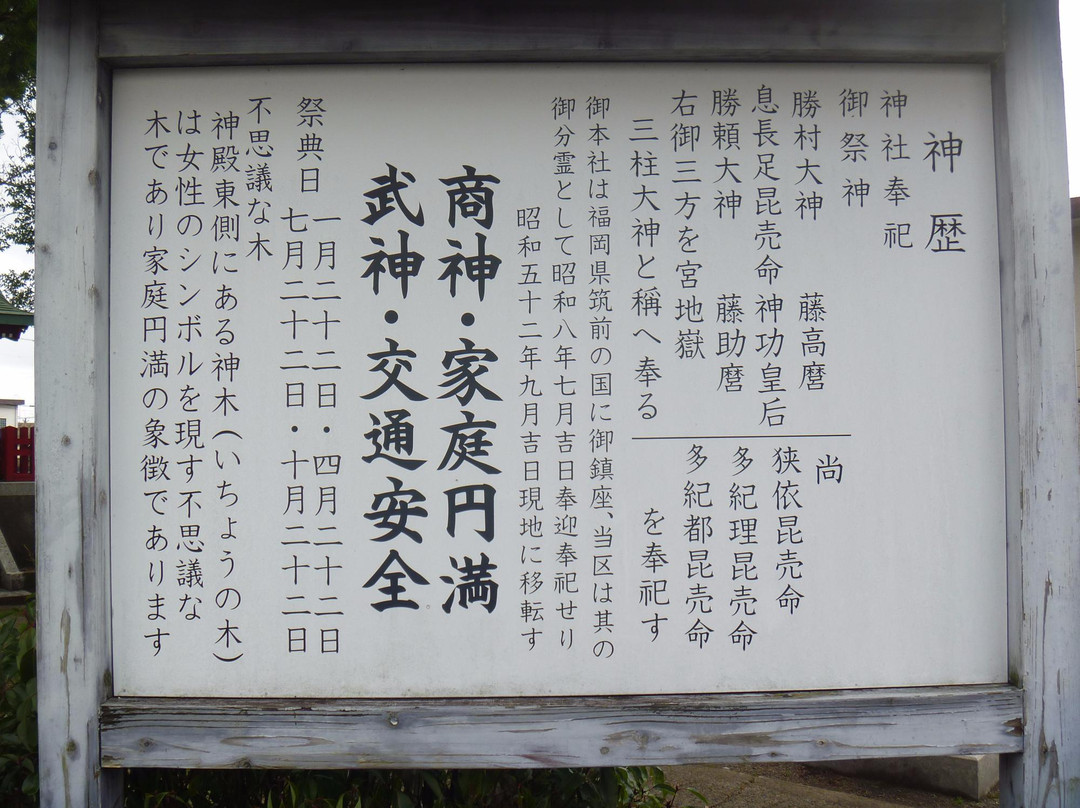 神歴
神社奉祀
御祭神
勝村大神 藤高麿
息長足昆売命 神功皇后
勝頼大神 藤助麿
右御三方を宮地嶽
三柱大神と稱へ奉る
尚
狭依昆売命
多紀理昆売命
多紀都昆売命
を奉祀す
御本社は福岡県筑前の国に御鎮座、当区は其の
御分霊として昭和八年七月吉日奉迎奉祀せり
昭和五十二年九月吉日現地に移転す
商神・家庭円満
武神・交通安全
祭典日 一月二十二日・四月二十二日
七月二十二日・十月二十二日
不思議な木
神殿東側にある神木(いちょうの木)
は女性のシンボルを現す不思議な
木であり家庭円満の象徴であります